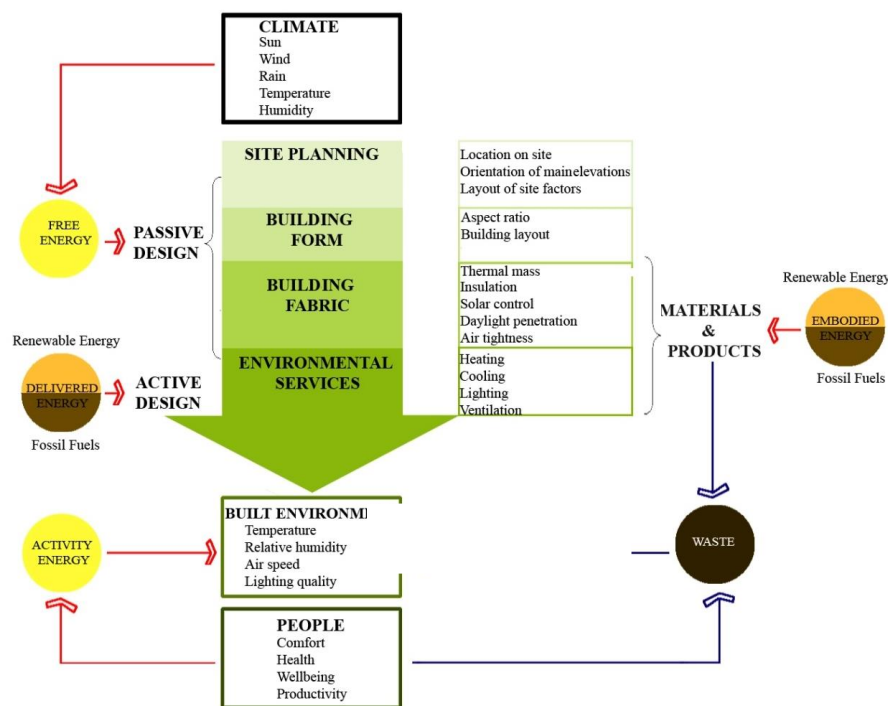 CLIMATE
Sun
Wind
Rain
Temperature
Humidity
SITE PLANNING
Location on site
Orientation of mainelevations
Layout of site factors
FREE
ENERGY
PASSIVE
DESIGN
BUILDING
FORM
Aspect ratio
Building layout
BUILDING
FABRIC
Thermal mass
Insulation
Solar control
Daylight penetration
Air tightness
MATERIALS
&
PRODUCTS
Renewable Energy
EMBODIED
ENERGY
Fossil Fuels
Renewable Energy
DELIVERED
ENERGY
Fossil Fuels
ACTIVE
DESIGN
ENVIRONMENTAL
SERVICES
Heating
Cooling
Lighting
Ventilation
ACTIVITY
ENERGY
BUILT ENVIRONM
Temperature
Relative humidity
Air speed
Lighting quality
WASTE
PEOPLE
Comfort
Health
Wellbeing
Productivity